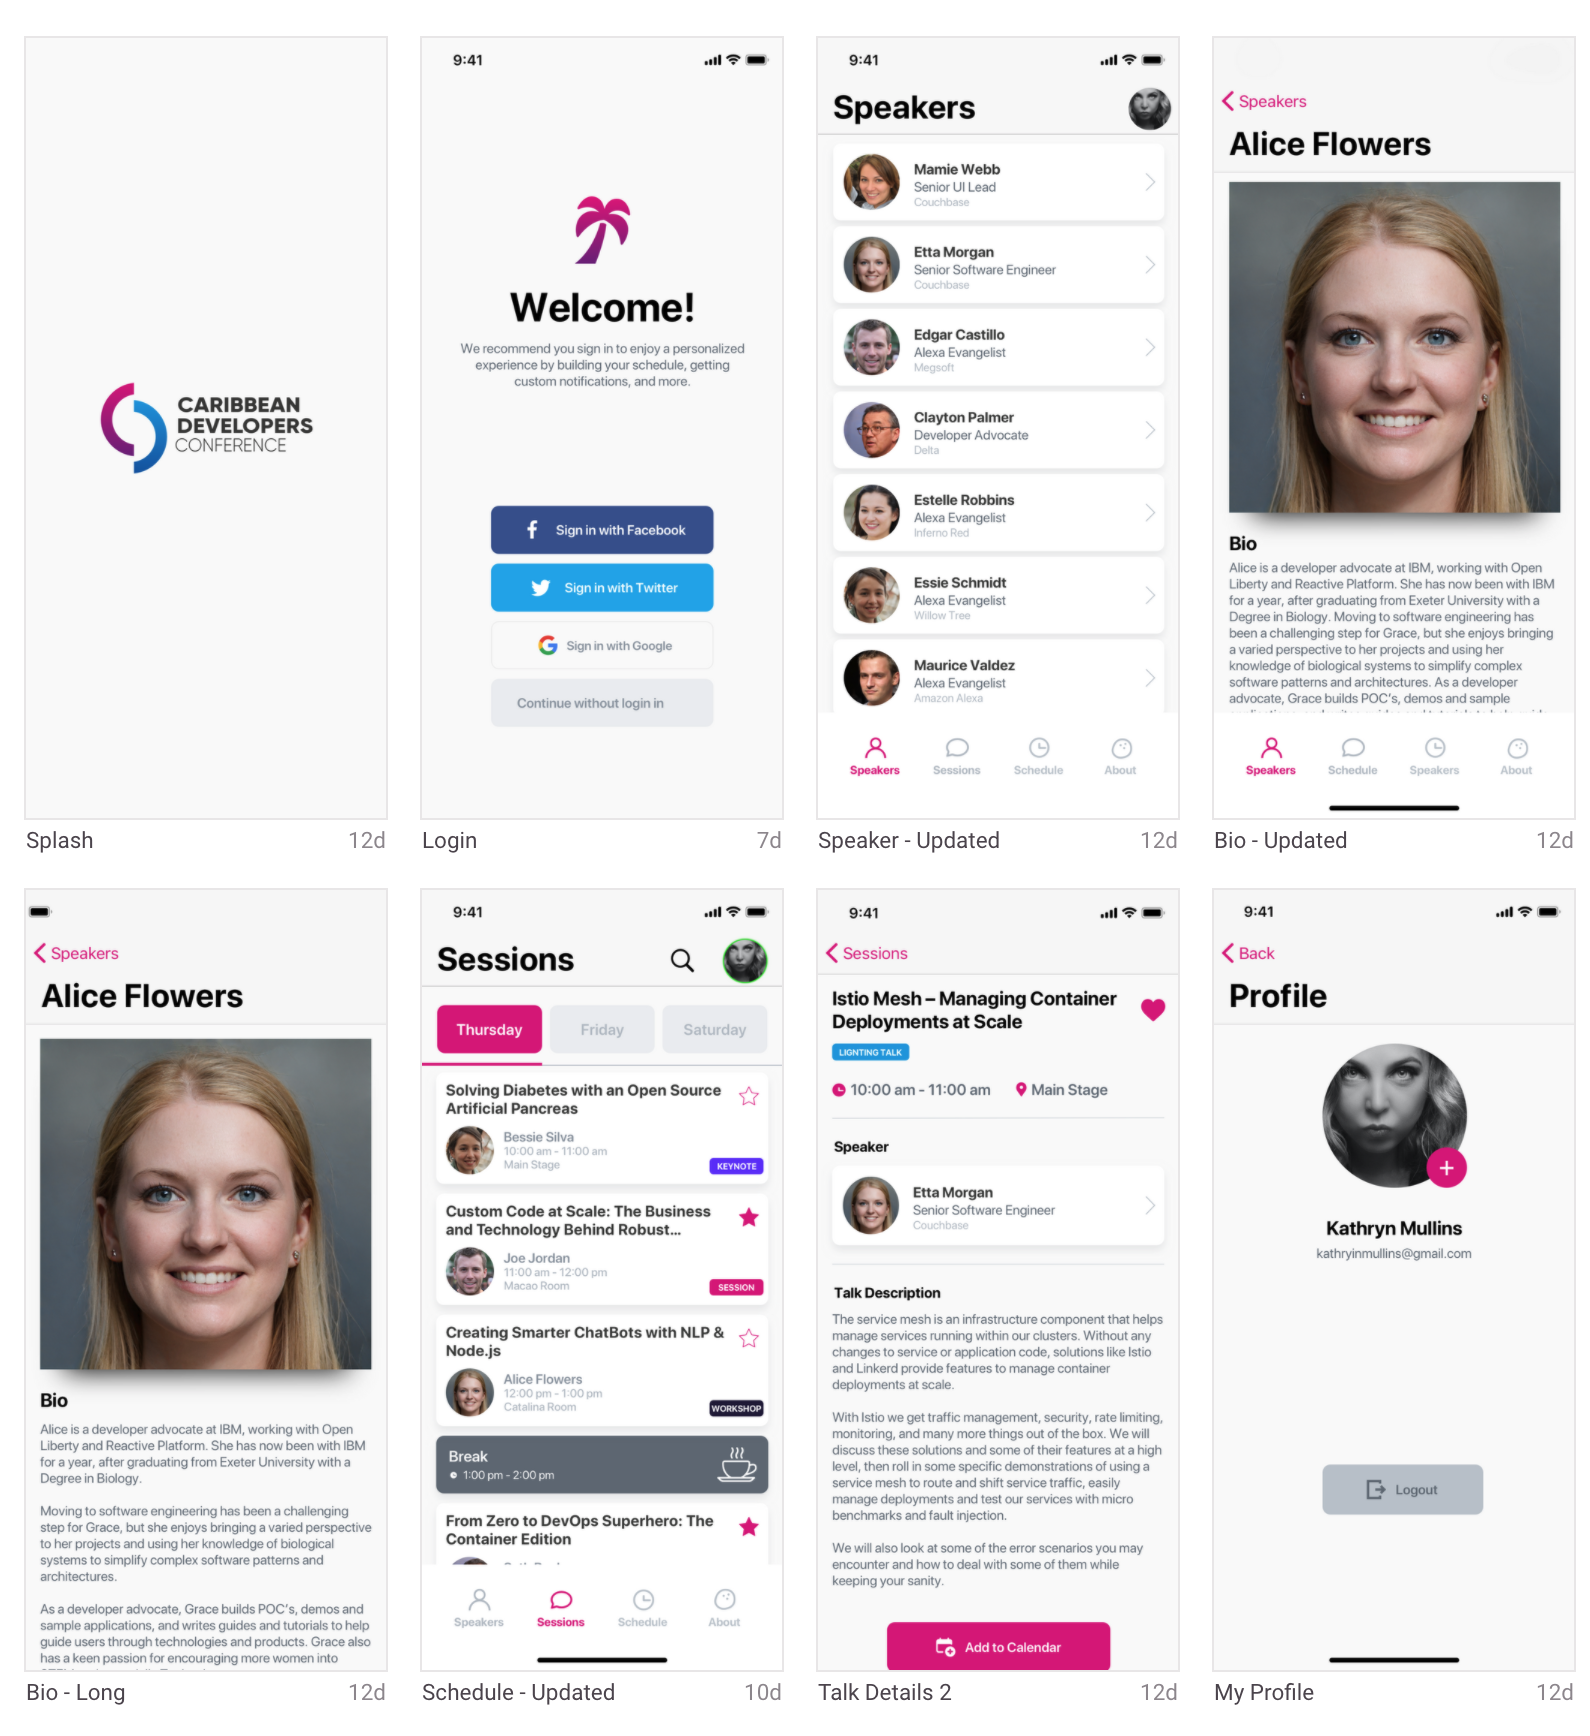 CARIBBEAN
DEVELOPERS
CONFERENCE
Splash 12d
9:41
Welcome!
We recommend you sign in to enjoy a personalized
experience by building your schedule, getting
custom notifications, and more.
Sign in with Facebook
Sign in with Twitter
Sign in with Google
Continue without login in
Login 7d
9:41
Speakers
Mamie Webb
Senior UI Lead
Couchbase
Etta Morgan
Senior Software Engineer
Couchbase
Edgar Castillo
Alexa Evangelist
Megsoft
Clayton Palmer
Developer Advocate
Delta
Estelle Robbins
Alexa Evangelist
Inferno Red
Essie Schmidt
Alexa Evangelist
Willow Tree
Maurice Valdez
Alexa Evangelist
Amazon Alexa
Speakers Sessions Schedule About
Speaker - Updated 12d
Speakers
Alice Flowers
Bio
Alice is a developer advocate at IBM, working with Open
Liberty and Reactive Platform. She has now been with IBM
for a year, after graduating from Exeter University with a
Degree in Biology. Moving to software engineering has
been a challenging step for Grace, but she enjoys bringing
a varied perspective to her projects and using her
knowledge of biological systems to simplify complex
software patterns and architectures. As a developer
advocate, Grace builds POC's, demos and sample
Speakers Schedule Speakers About
Bio - Updated 12d
Speakers
Alice Flowers
Bio
Alice is a developer advocate at IBM, working with Open
Liberty and Reactive Platform. She has now been with IBM
for a year, after graduating from Exeter University with a
Degree in Biology.
Moving to software engineering has been a challenging
step for Grace, but she enjoys bringing a varied perspective
to her projects and using her knowledge of biological
systems to simplify complex software patterns and
architectures.
As a developer advocate, Grace builds POC's, demos and
sample applications, and writes guides and tutorials to help
guide users through technologies and products. Grace also
has a keen passion for encouraging more women into
Bio - Long 12d
9:41
Sessions
Thursday Friday Saturday
Solving Diabetes with an Open Source
Artificial Pancreas
Bessie Silva
10:00 am - 11:00 am
Main Stage
KEYNOTE
Custom Code at Scale: The Business
and Technology Behind Robust...
Joe Jordan
11:00 am - 12:00 pm
Macao Room
SESSION
Creating Smarter ChatBots with NLP &
Node.js
Alice Flowers
12:00 pm - 1:00 pm
Catalina Room
WORKSHOP
Break
1:00 pm - 2:00 pm
From Zero to DevOps Superhero: The
Container Edition
Speakers Sessions Schedule About
Schedule - Updated 10d
9:41
Sessions
Istio Mesh – Managing Container
Deployments at Scale
LIGNTING TALK
10:00 am - 11:00 am Main Stage
Speaker
Etta Morgan
Senior Software Engineer
Couchbase
Talk Description
The service mesh is an infrastructure component that helps
manage services running within our clusters. Without any
changes to service or application code, solutions like Istio
and Linkerd provide features to manage container
deployments at scale.
With Istio we get traffic management, security, rate limiting,
monitoring, and many more things out of the box. We will
discuss these solutions and some of their features at a high
level, then roll in some specific demonstrations of using a
service mesh to route and shift service traffic, easily
manage deployments and test our services with micro
benchmarks and fault injection.
We will also look at some of the error scenarios you may
encounter and how to deal with some of them while
keeping your sanity.
Add to Calendar
Talk Details 2 12d
9:41
Back
Profile
Kathryn Mullins
kathryinmullins@gmail.com
Logout
My Profile 12d